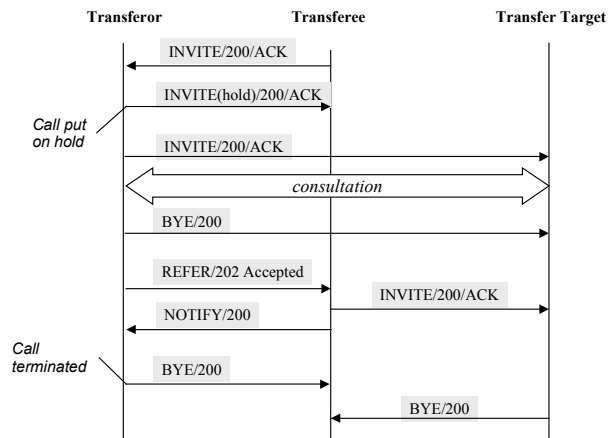 Transferor Transferee Transfer Target
INVITE/200/ACK
INVITE(hold)/200/ACK
Call put
on hold
INVITE/200/ACK
consultation
BYE/200
REFER/202 Accepted
INVITE/200/ACK
NOTIFY/200
Call
terminated
BYE/200
BYE/200